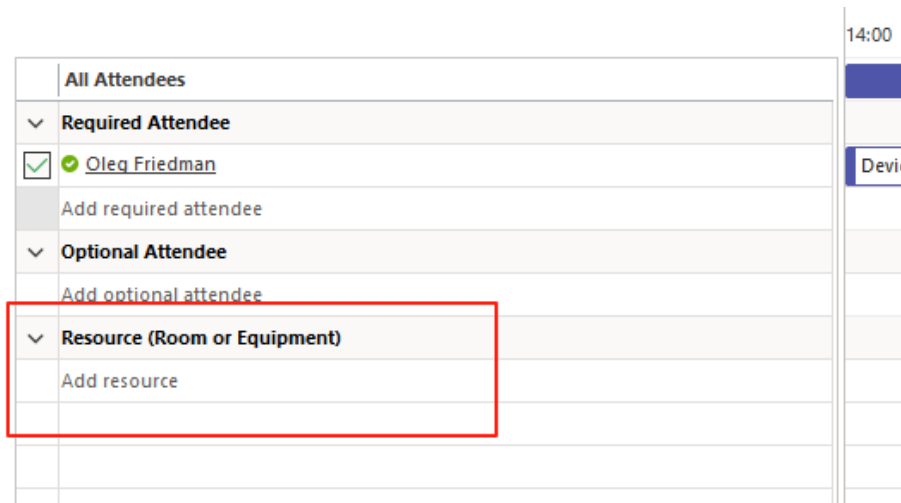 14:00
All Attendees
Required Attendee
Oleg Friedman
Devi
Add required attendee
Optional Attendee
Add optional attendee
Resource (Room or Equipment)
Add resource